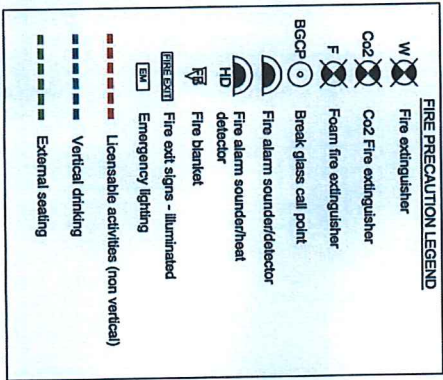 FIRE PRECAUTION LEGEND
W Fire extinguisher
Co2 Co2 Fire extinguisher
F Foam fire extinguisher
BGCP Break glass call point
Fire alarm sounder/detector
HD Fire alarm sounder/heat
detector
FB Fire blanket
FIRE EXIT Fire exit signs - illuminated
EM Emergency lighting
Licensable activities (non vertical)
Vertical drinking
External seating